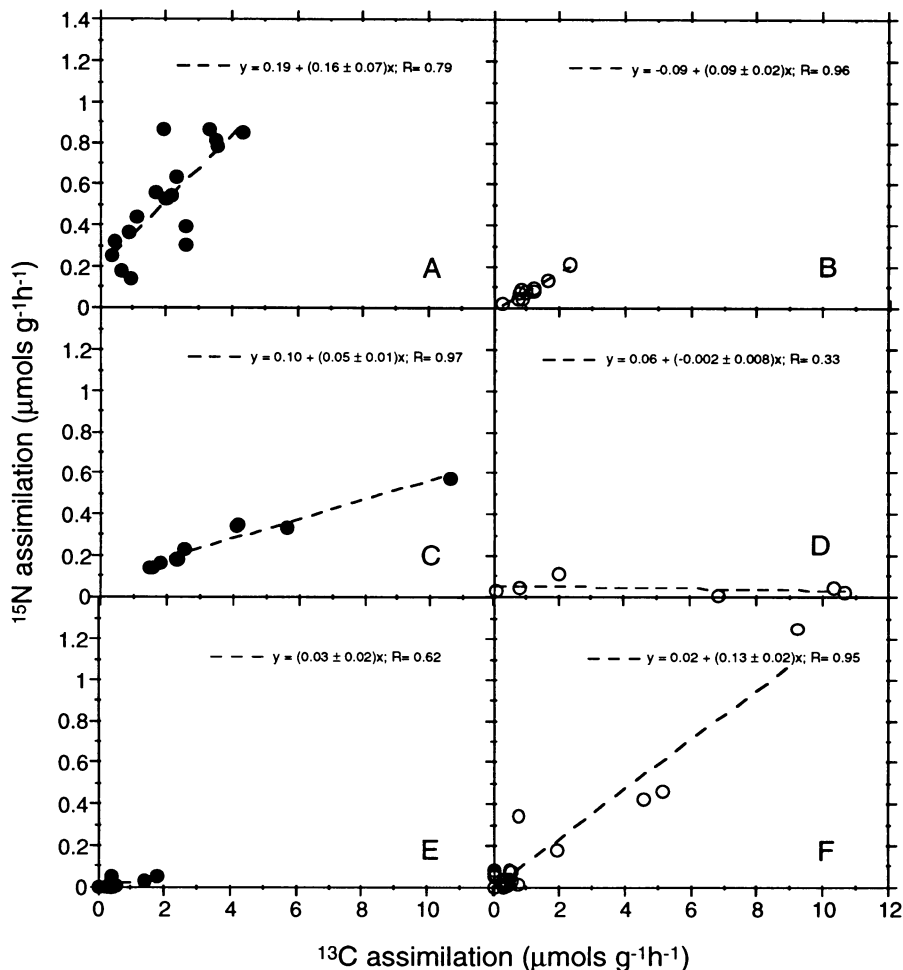 1.4
1.2
1
0.8
0.6
0.4
0.2
0
y = 0.19 + (0.16 ± 0.07)x; R= 0.79
A
y = -0.09 + (0.09 ± 0.02)x; R= 0.96
B
1.2
1
0.8
0.6
0.4
0.2
0
y = 0.10 + (0.05 ± 0.01)x; R= 0.97
C
y = 0.06 + (-0.002 ± 0.008)x; R= 0.33
D
1.2
1
0.8
0.6
0.4
0.2
0
y = (0.03 ± 0.02)x; R= 0.62
E
y = 0.02 + (0.13 ± 0.02)x; R= 0.95
F
0 2 4 6 8 10 0 2 4 6 8 10 12
¹⁵N assimilation (µmols g⁻¹h⁻¹)
¹³C assimilation (µmols g⁻¹h⁻¹)